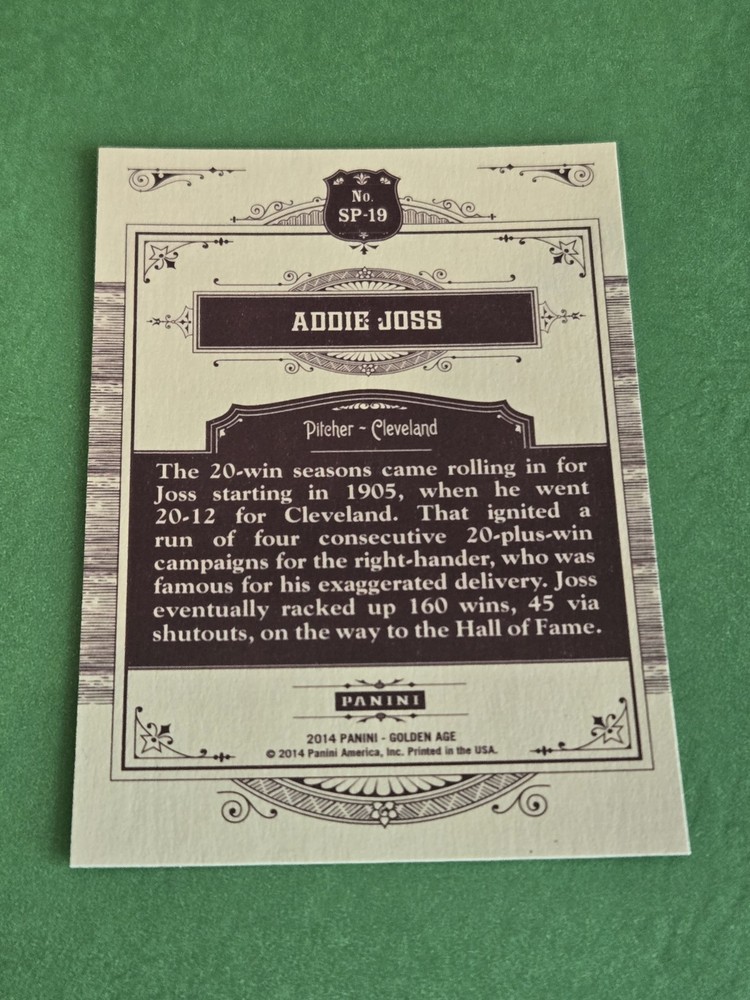 No.
SP-19
ADDIE JOSS
Pitcher ~ Cleveland
The 20-win seasons came rolling in for
Joss starting in 1905, when he went
20-12 for Cleveland. That ignited a
run of four consecutive 20-plus-win
campaigns for the right-hander, who was
famous for his exaggerated delivery. Joss
eventually racked up 160 wins, 45 via
shutouts, on the way to the Hall of Fame.
PANINI
2014 PANINI - GOLDEN AGE
© 2014 Panini America, Inc. Printed in the USA.